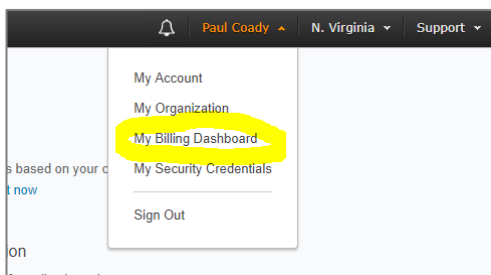 Paul Coady N. Virginia Support
My Account
My Organization
My Billing Dashboard
s based on your c My Security Credentials
t now
Sign Out
on